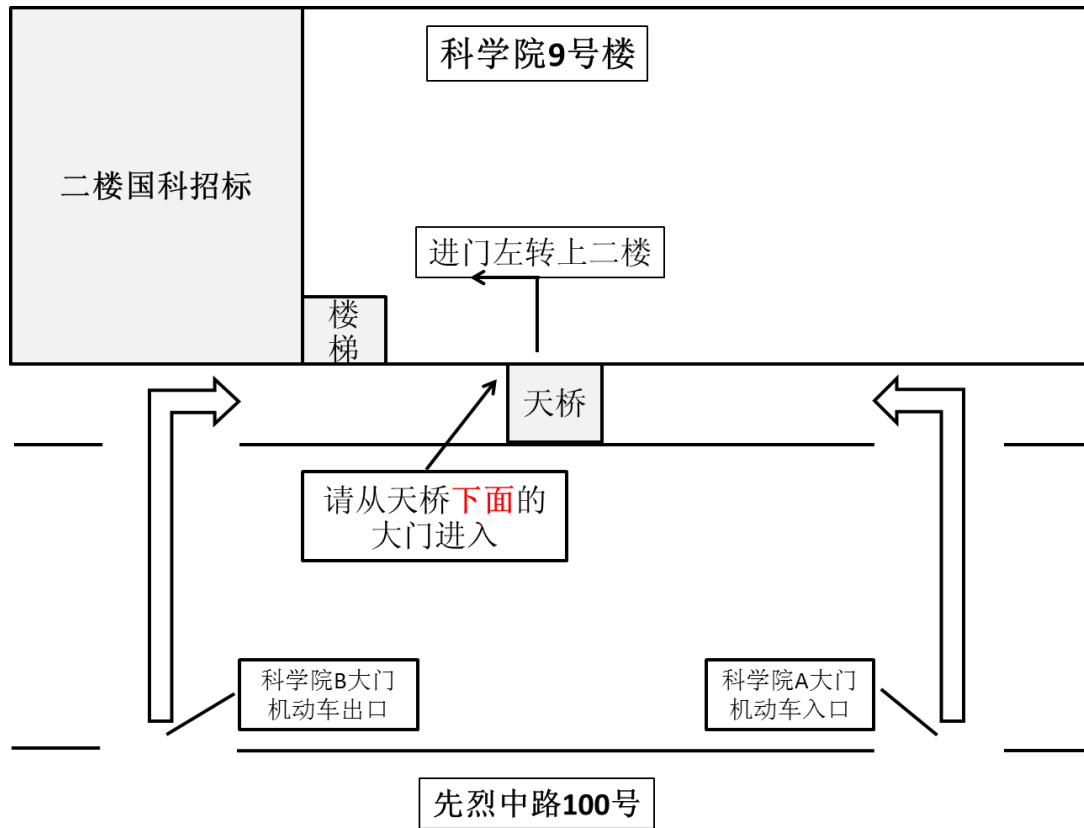 科学院9号楼
二楼国科招标
进门左转上二楼
楼
梯
天桥
请从天桥下面的
大门进入
科学院B大门
机动车出口
科学院A大门
机动车入口
先烈中路100号